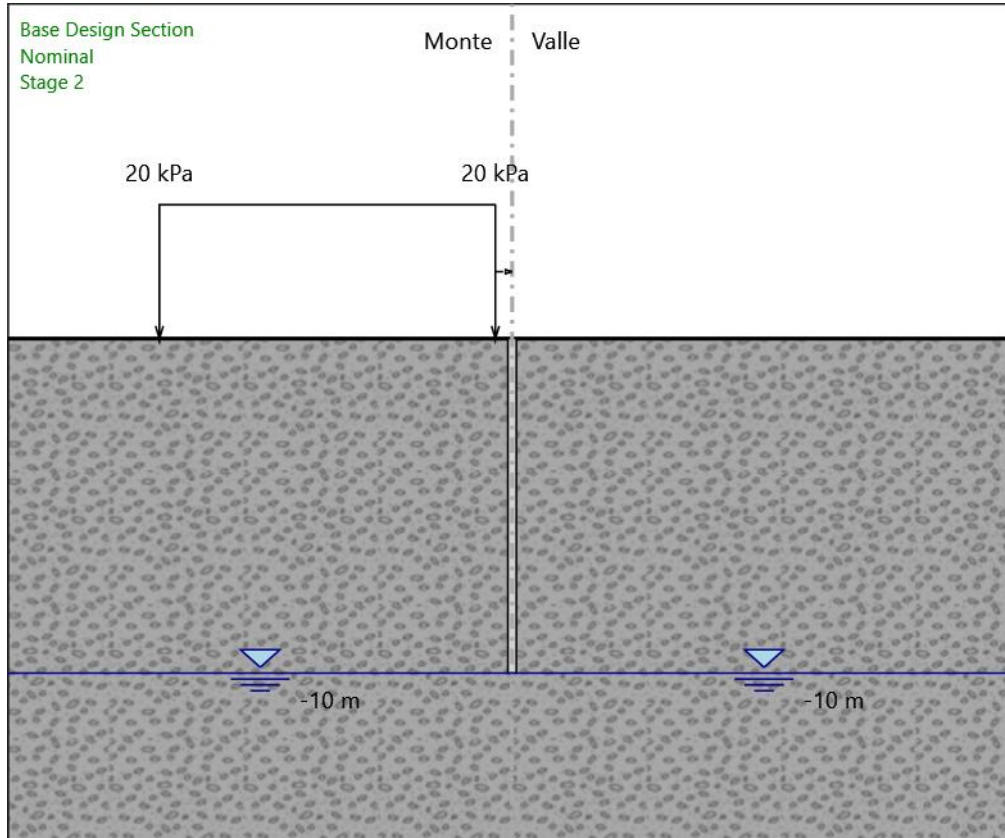 Base Design Section
Nominal
Stage 2
Monte
Valle
20 kPa
20 kPa
-10 m
-10 m